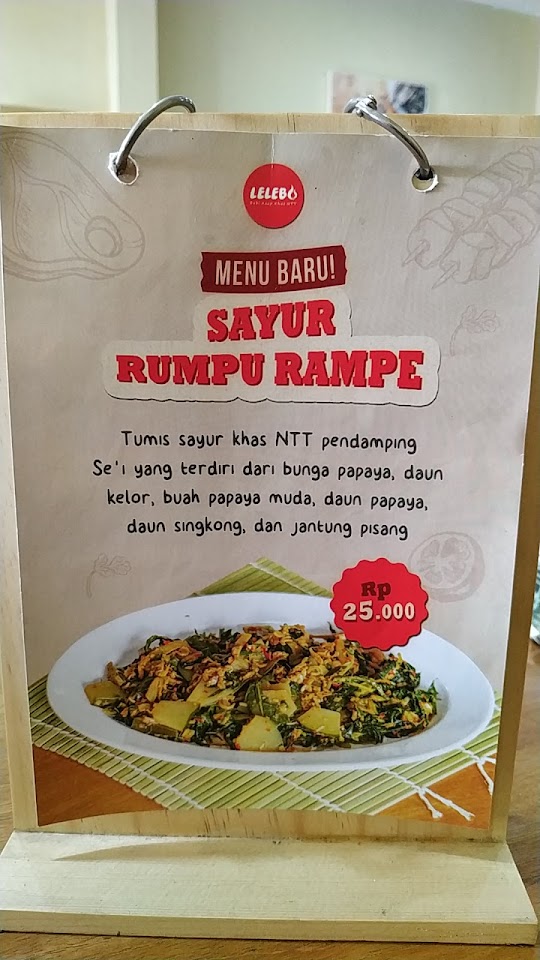 LELEBO
MENU BARU!
SAYUR
RUMPU RAMPE
Tumis sayur khas NTT pendamping
Se'i yang terdiri dari bunga papaya, daun
kelor, buah papaya muda, daun papaya,
daun singkong, dan jantung pisang
Rp
25.000